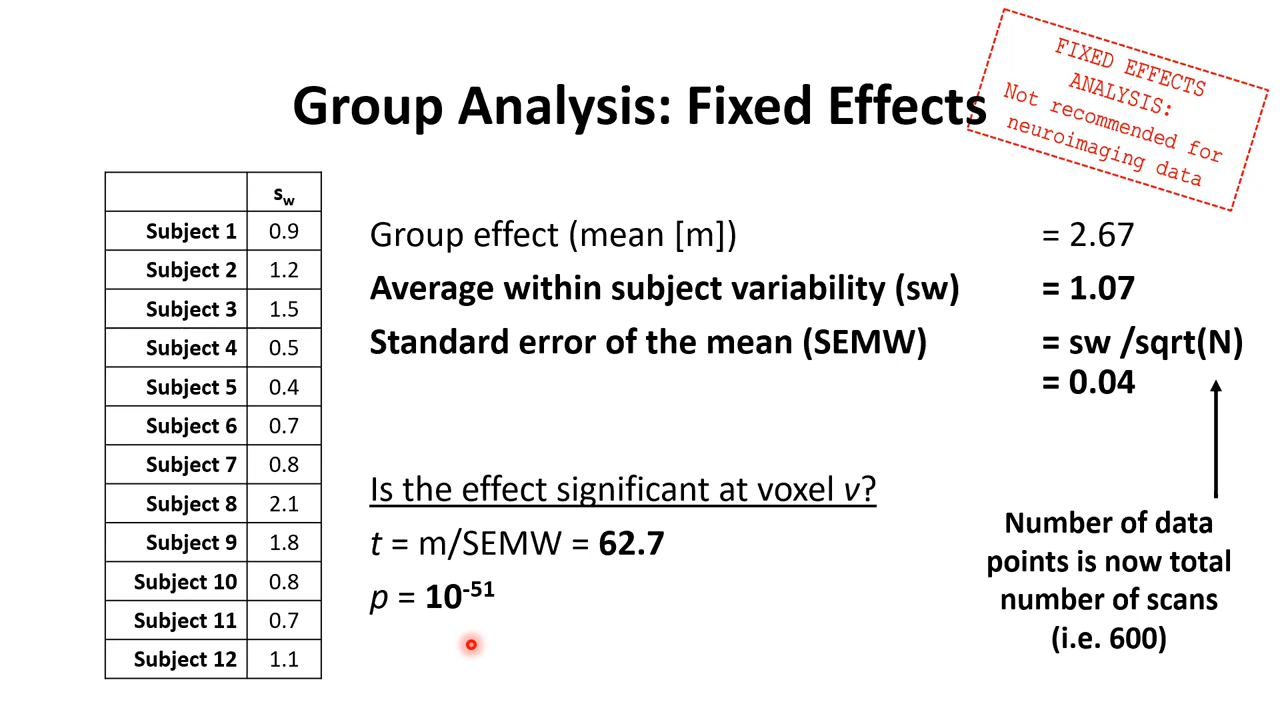 FIXED EFFECTS
ANALYSIS:
Not recommended for
neuroimaging data
Group Analysis: Fixed Effects
sw
Subject 1 0.9
Subject 2 1.2
Subject 3 1.5
Subject 4 0.5
Subject 5 0.4
Subject 6 0.7
Subject 7 0.8
Subject 8 2.1
Subject 9 1.8
Subject 10 0.8
Subject 11 0.7
Subject 12 1.1
Group effect (mean [m]) = 2.67
Average within subject variability (sw) = 1.07
Standard error of the mean (SEMW) = sw /sqrt(N)
= 0.04
Is the effect significant at voxel v?
t = m/SEMW = 62.7
p = 10⁻⁵¹
Number of data
points is now total
number of scans
(i.e. 600)